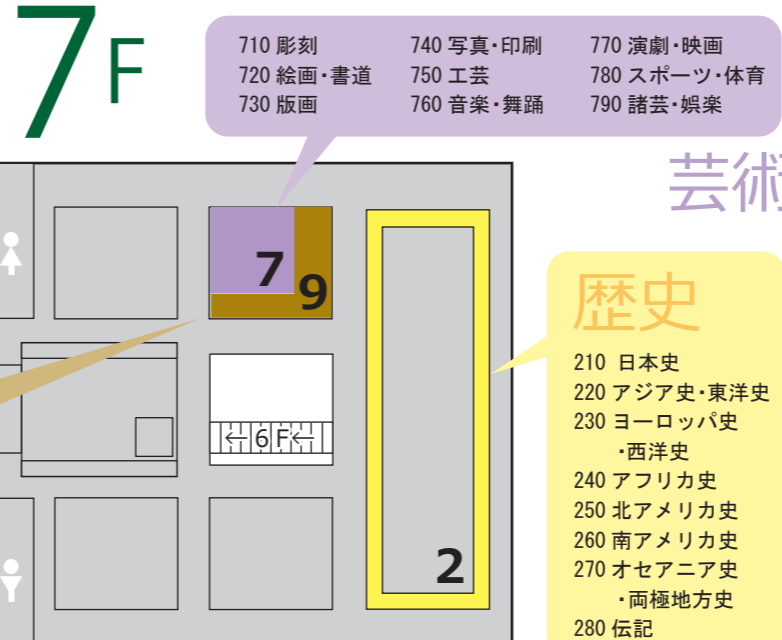 7F
710 彫刻
720 絵画・書道
730 版画
740 写真・印刷
750 工芸
760 音楽・舞踊
770 演劇・映画
780 スポーツ・体育
790 諸芸・娯楽
芸術
7
9
←6F←
2
歴史
210 日本史
220 アジア史・東洋史
230 ヨーロッパ史
・西洋史
240 アフリカ史
250 北アメリカ史
260 南アメリカ史
270 オセアニア史
・両極地方史
280 伝記